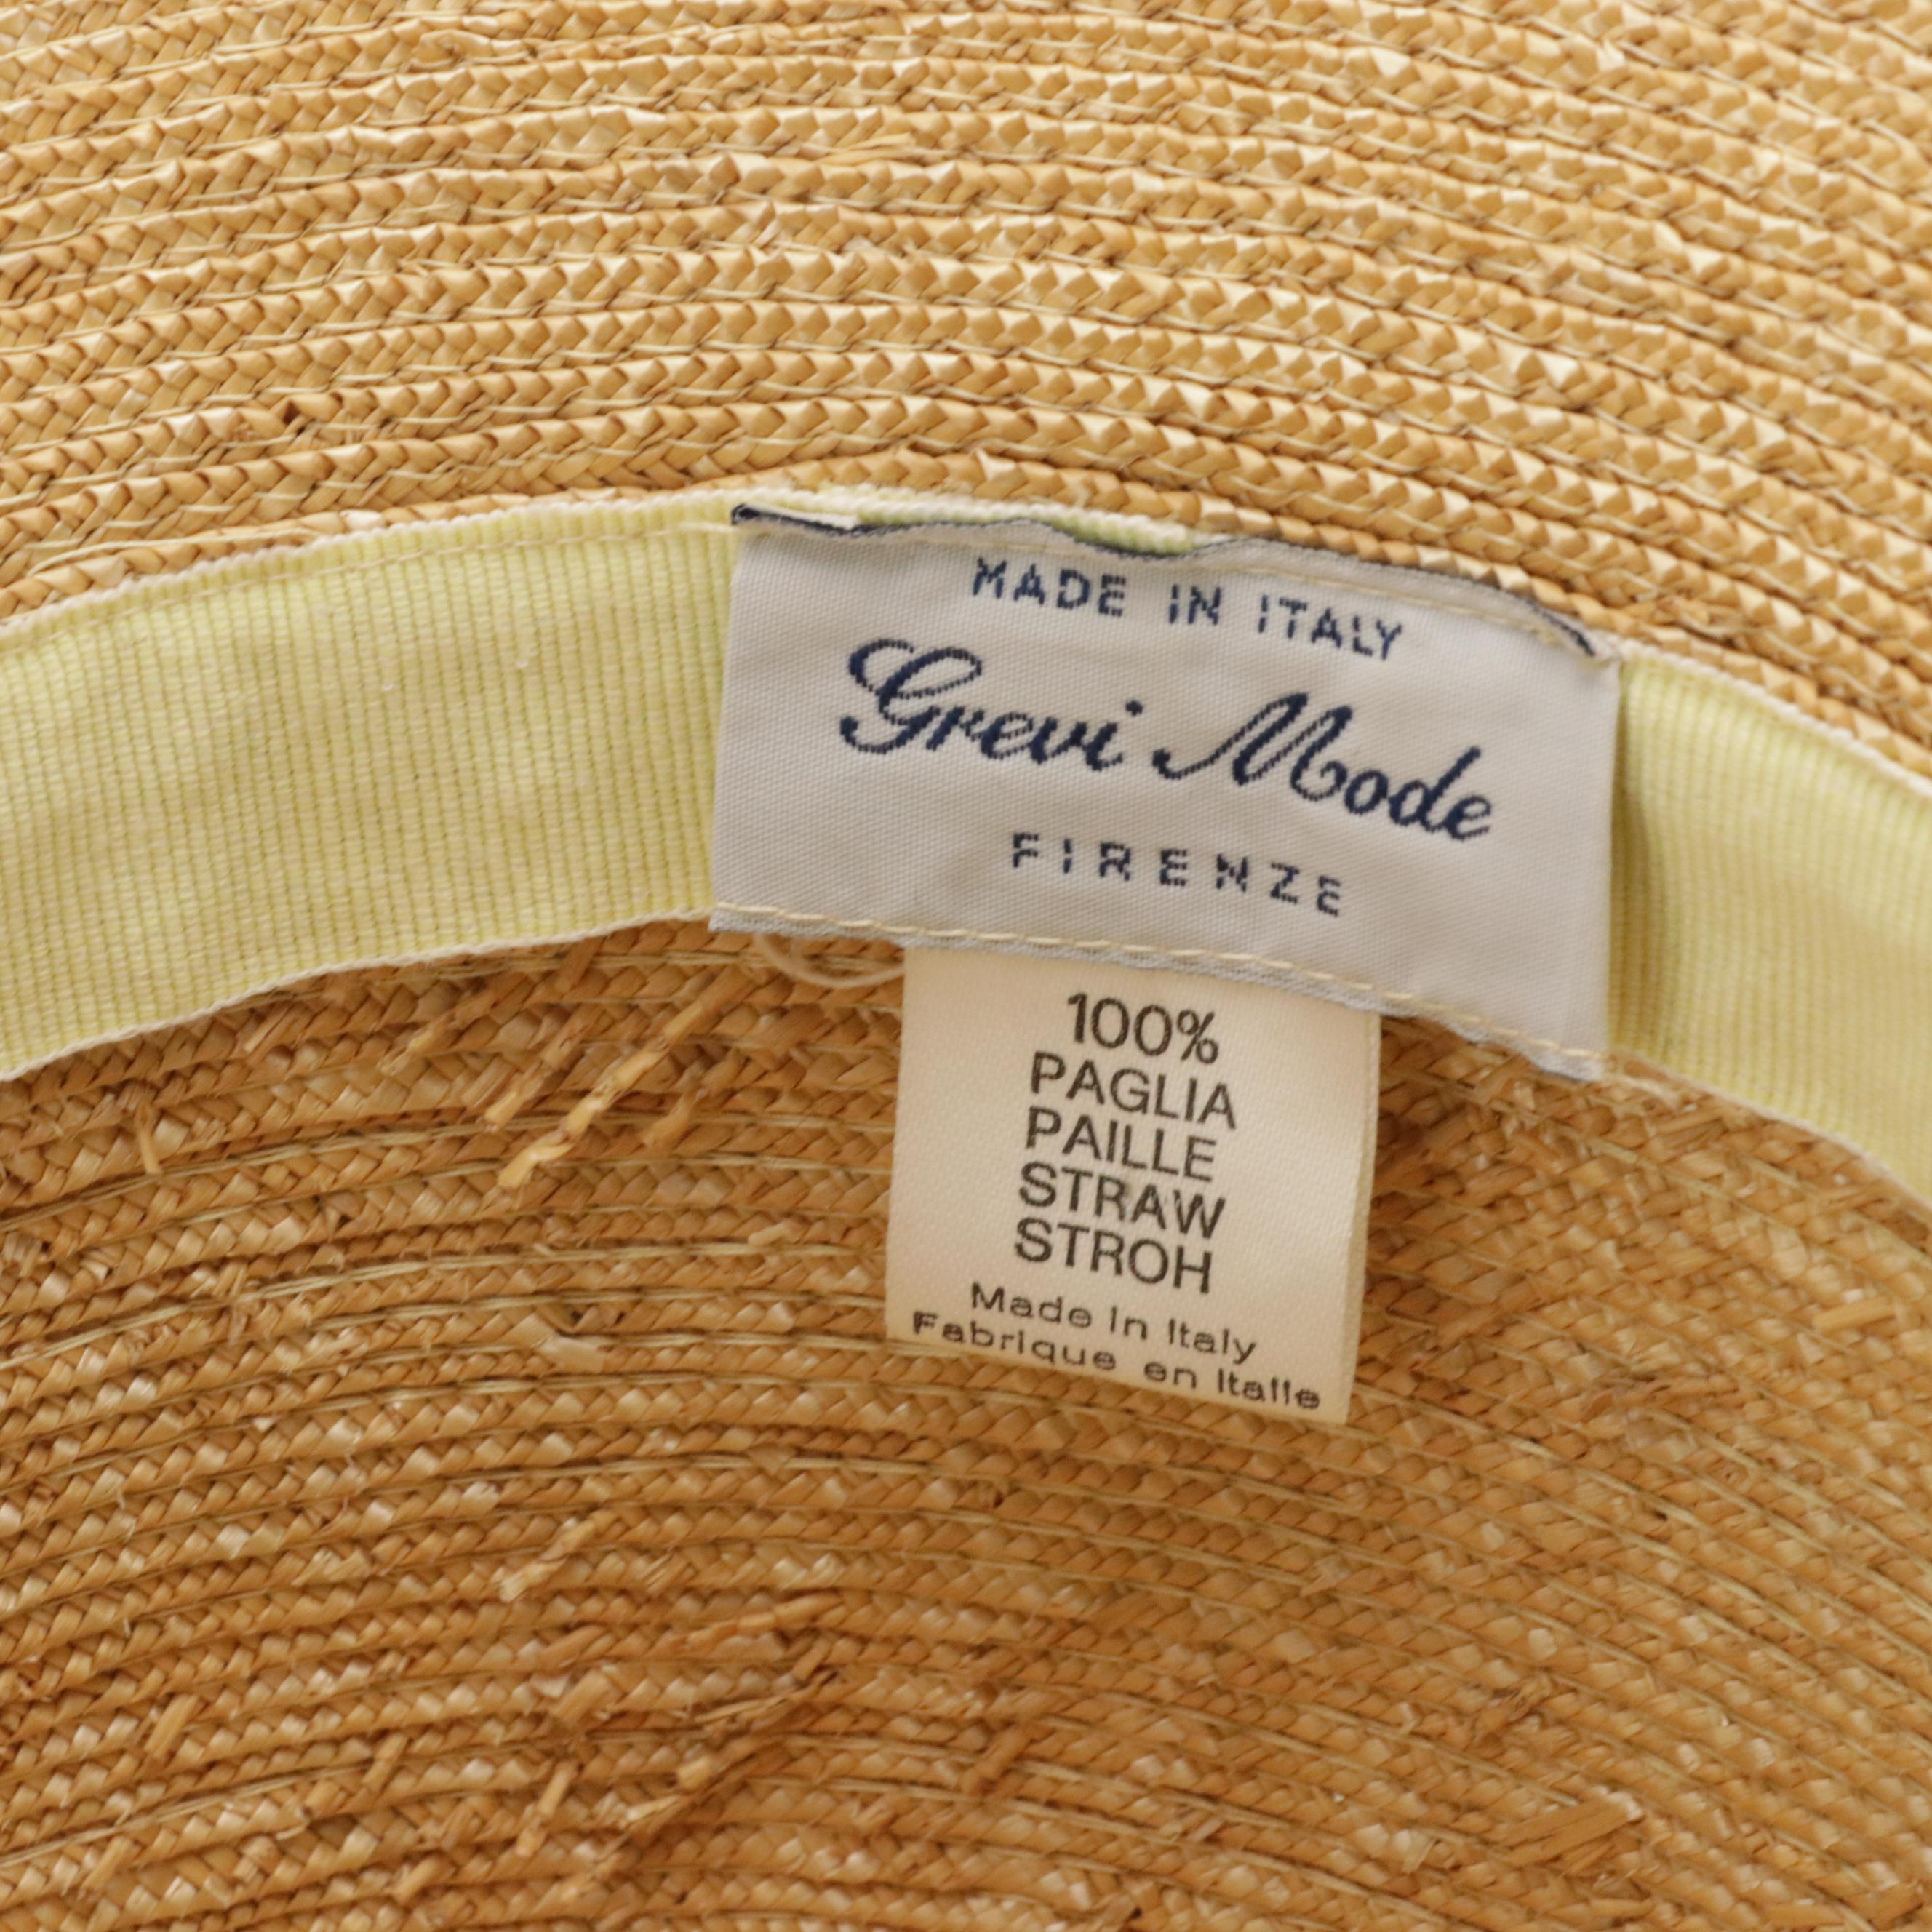 MADE IN ITALY
Grevi Mode
FIRENZE
100%
PAGLIA
PAILLE
STRAW
STROH
Made in Italy
Fabrique en Italie